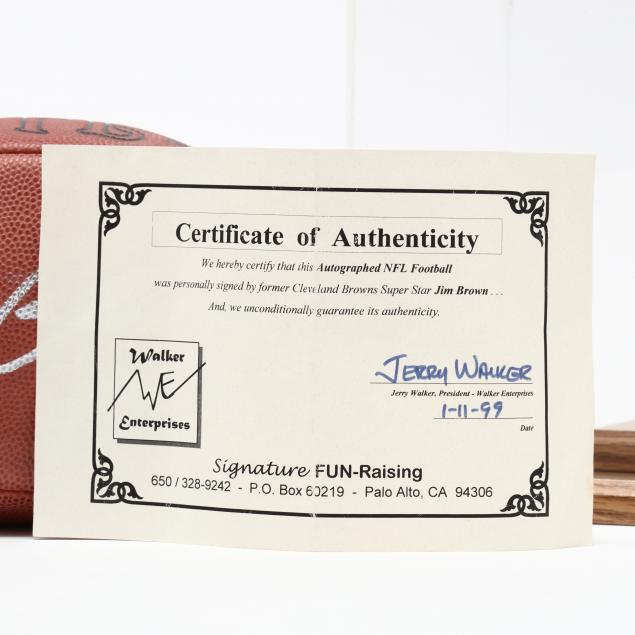 Certificate of Authenticity
We hereby certify that this Autographed NFL Football
was personally signed by former Cleveland Browns Super Star Jim Brown . . .
And, we unconditionally guarantee its authenticity.
Walker
WE
Enterprises
JERRY WALKER
Jerry Walker, President - Walker Enterprises
1-11-99
Date
Signature FUN-Raising
650 / 328-9242 - P.O. Box 60219 - Palo Alto, CA 94306